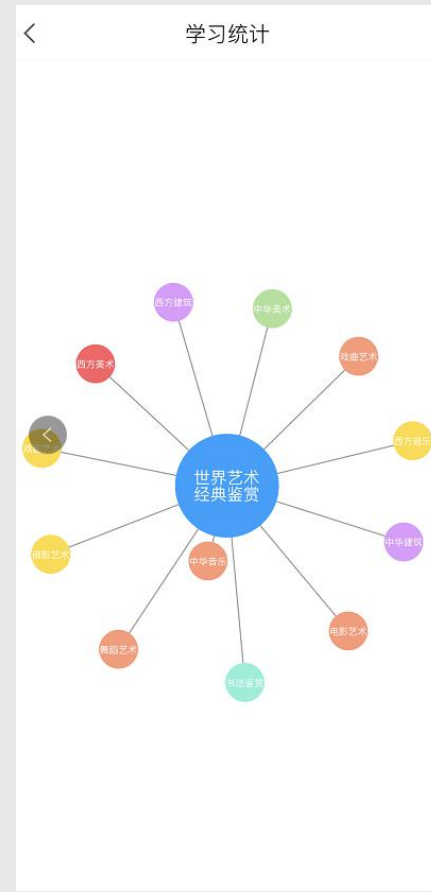 学习统计
西方建筑
中华美术
戏曲艺术
西方美术
西方音乐
世界艺术
经典鉴赏
摄影艺术
中华建筑
中华音乐
电影艺术
舞蹈艺术
书法鉴赏